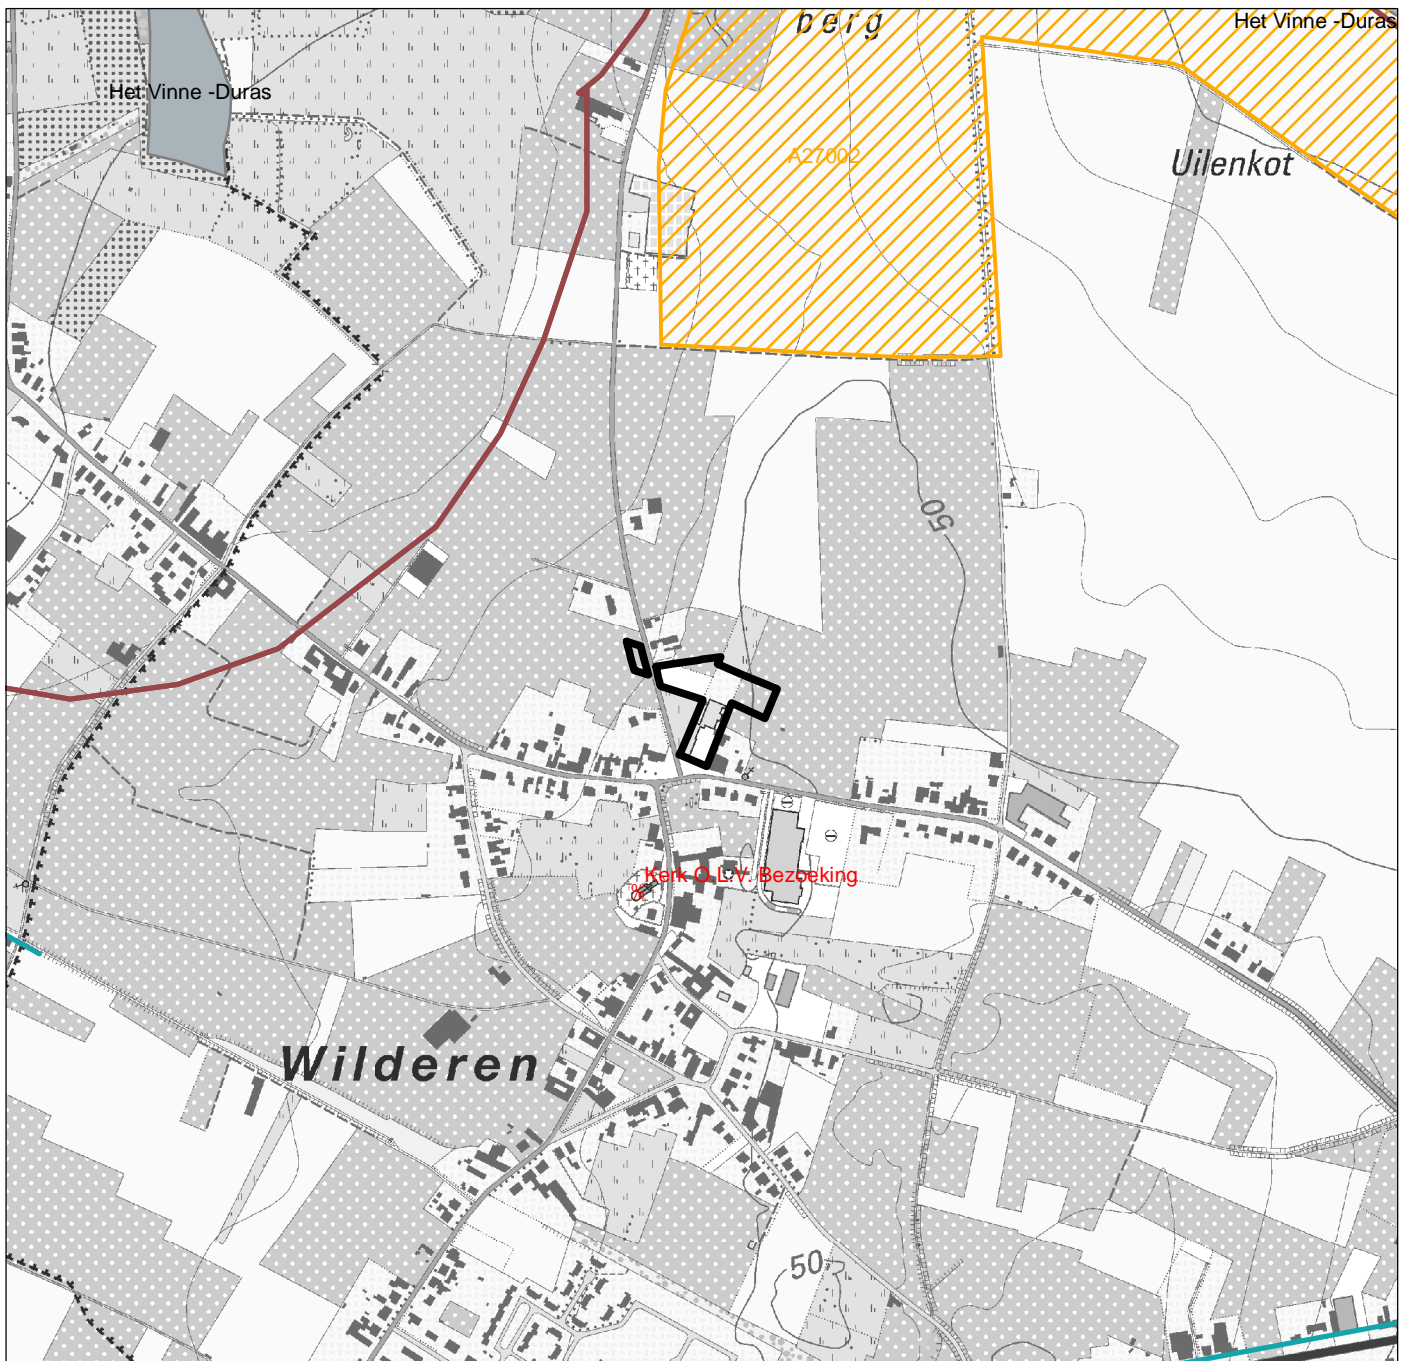 berg
Het Vinne -Duras
Het Vinne -Duras
A27002
Uilenkot
50
Kerk O.L.V. Bezoeking
Wilderen
50